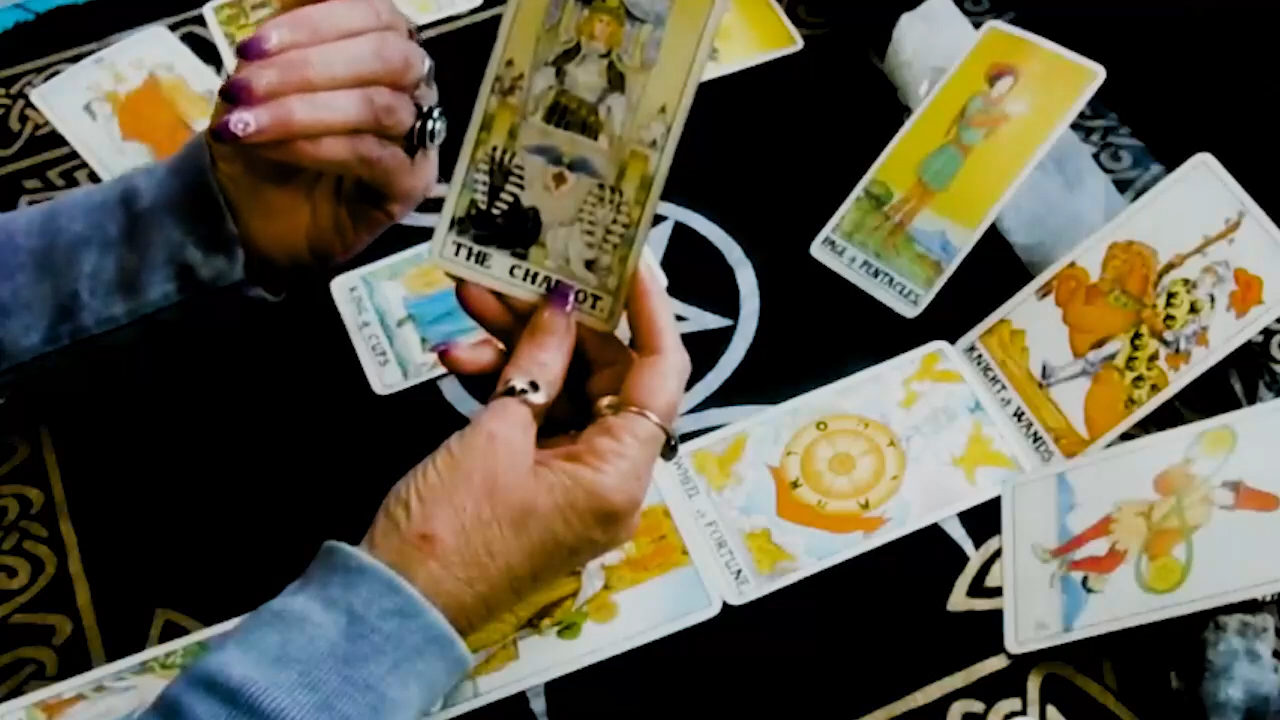 THE CHARIOT.
PAGE of PENTACLES.
KING of CUPS
KNIGHT of WANDS
WHEEL of FORTUNE